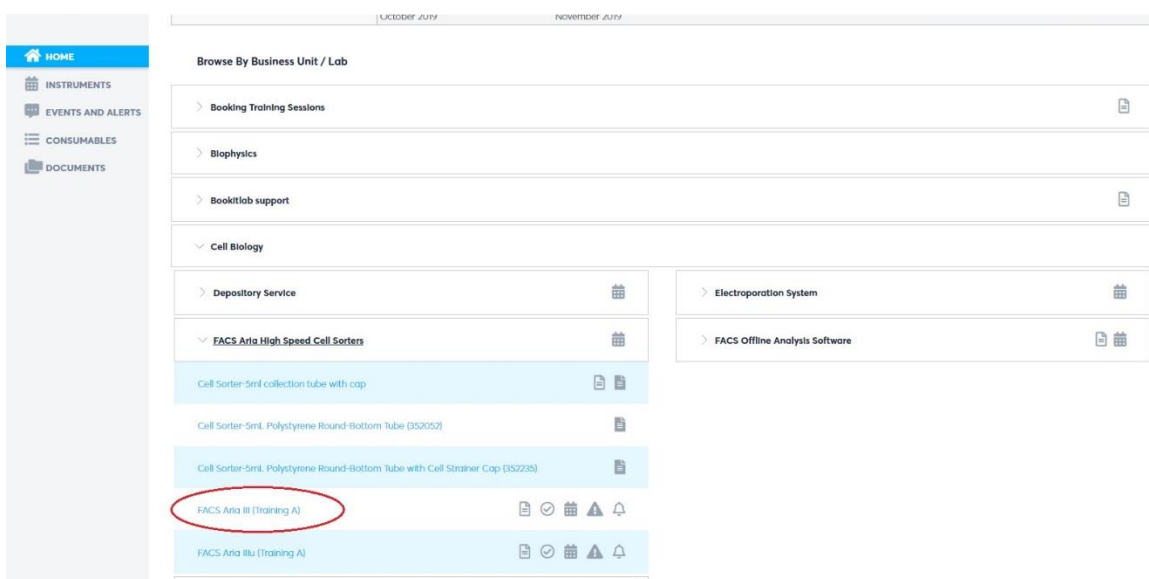 October 2019 November 2019
HOME
INSTRUMENTS
EVENTS AND ALERTS
CONSUMABLES
DOCUMENTS
Browse By Business Unit / Lab
Booking Training Sessions
Biophysics
Bookitlab support
Cell Biology
Depository Service
Electroporation System
FACS Aria High Speed Cell Sorters
FACS Offline Analysis Software
Cell Sorter-5ml collection tube with cap
Cell Sorter-5mL Polystyrene Round-Bottom Tube (352052)
Cell Sorter-5mL Polystyrene Round-Bottom Tube with Cell Strainer Cap (352235)
FACS Aria III (Training A)
FACS Aria IIIu (Training A)